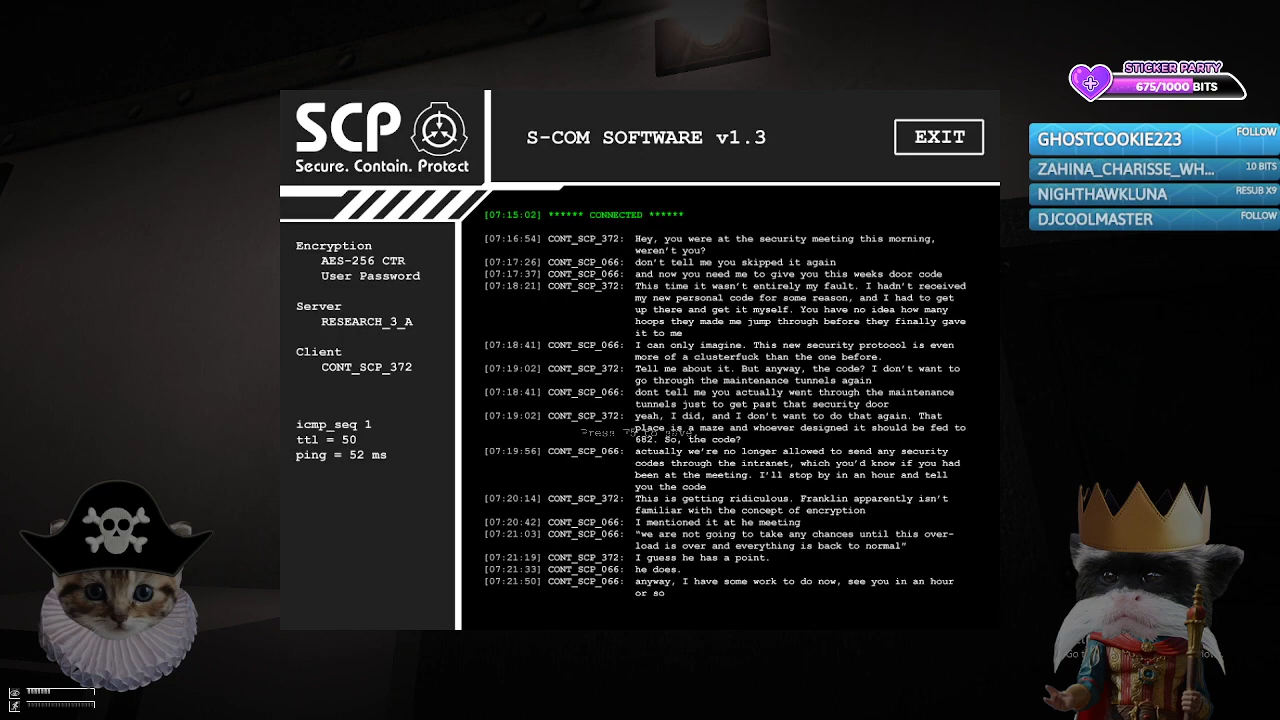 STICKER PARTY
675/1000 BITS
SCP
Secure. Contain. Protect
S-COM SOFTWARE v1.3
EXIT
GHOSTCOOKIE223 FOLLOW
ZAHINA_CHARISSE_WH... 10 BITS
NIGHTHAWKLUNA RESUB X9
DJCOOLMASTER FOLLOW
Encryption
AES-256 CTR
User Password
Server
RESEARCH_3_A
Client
CONT_SCP_372
icmp_seq 1
ttl = 50
ping = 52 ms
[07:15:02] ****** CONNECTED ******
[07:16:54] CONT_SCP_372: Hey, you were at the security meeting this morning,
weren't you?
[07:17:26] CONT_SCP_066: don't tell me you skipped it again
[07:17:37] CONT_SCP_066: and now you need me to give you this weeks door code
[07:18:21] CONT_SCP_372: This time it wasn't entirely my fault. I hadn't received
my new personal code for some reason, and I had to get
up there and get it myself. You have no idea how many
hoops they made me jump through before they finally gave
it to me
[07:18:41] CONT_SCP_066: I can only imagine. This new security protocol is even
more of a clusterfuck than the one before.
[07:19:02] CONT_SCP_372: Tell me about it. But anyway, the code? I don't want to
go through the maintenance tunnels again
[07:18:41] CONT_SCP_066: dont tell me you actually went through the maintenance
tunnels just to get past that security door
[07:19:02] CONT_SCP_372: yeah, I did, and I don't want to do that again. That
place is a maze and whoever designed it should be fed to
682. So, the code?
[07:19:56] CONT_SCP_066: actually we're no longer allowed to send any security
codes through the intranet, which you'd know if you had
been at the meeting. I'll stop by in an hour and tell
you the code
[07:20:14] CONT_SCP_372: This is getting ridiculous. Franklin apparently isn't
familiar with the concept of encryption
[07:20:42] CONT_SCP_066: I mentioned it at he meeting
[07:21:03] CONT_SCP_066: "we are not going to take any chances until this over-
load is over and everything is back to normal"
[07:21:19] CONT_SCP_372: I guess he has a point.
[07:21:33] CONT_SCP_066: he does.
[07:21:50] CONT_SCP_066: anyway, I have some work to do now, see you in an hour
or so